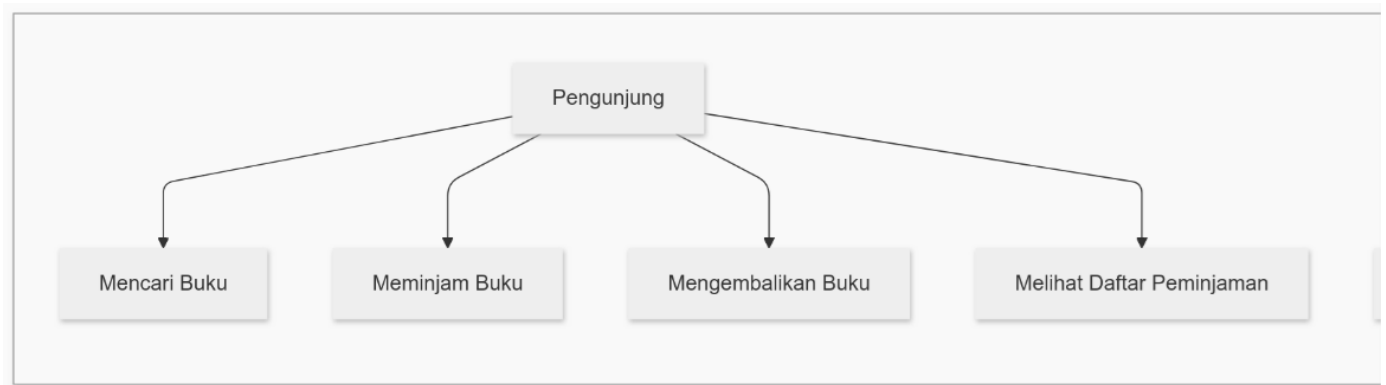 Pengunjung
Mencari Buku
Meminjam Buku
Mengembalikan Buku
Melihat Daftar Peminjaman